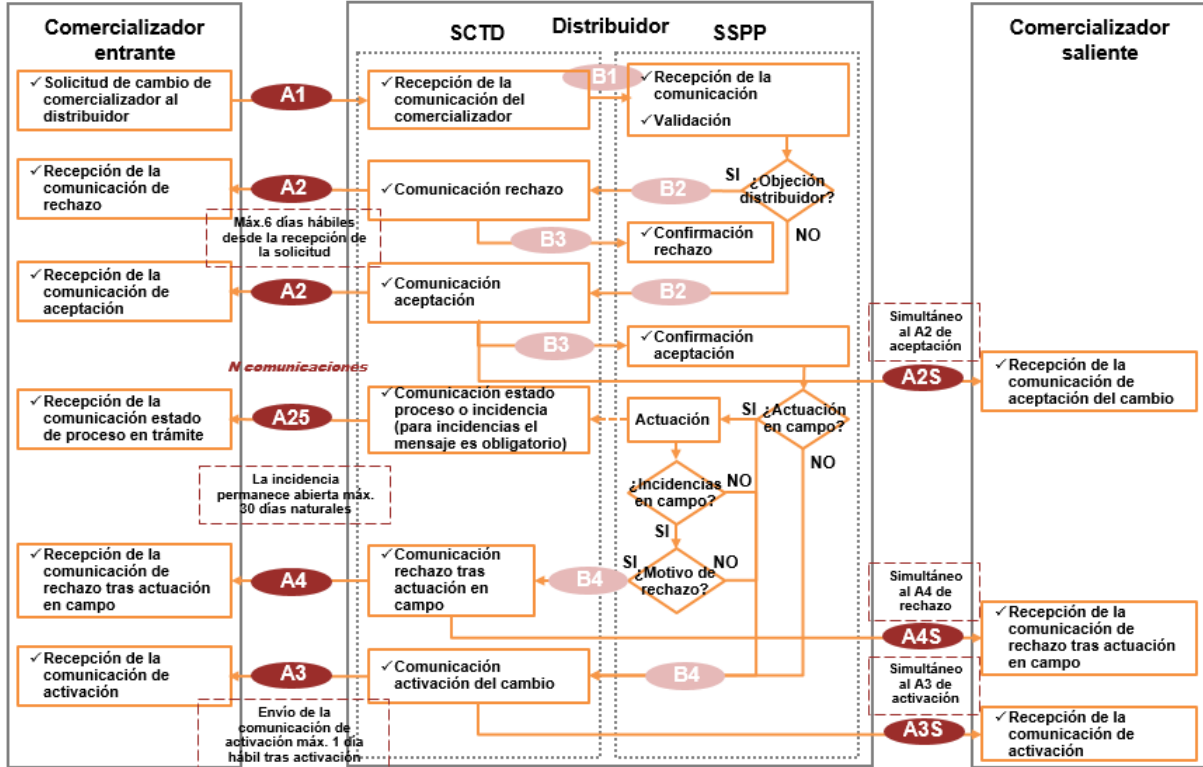 Comercializador
entrante
Distribuidor
SCTD
SSPP
Comercializador
saliente
✓ Solicitud de cambio de
comercializador al
distribuidor
A1
✓ Recepción de la
comunicación del
comercializador
B1
✓ Recepción de la
comunicación
✓ Validación
✓ Recepción de la
comunicación de
rechazo
A2
✓ Comunicación rechazo
B2
SI
¿Objeción
distribuidor?
NO
Máx.6 días hábiles
desde la recepción de
la solicitud
B3
✓ Confirmación
rechazo
✓ Recepción de la
comunicación de
aceptación
A2
✓ Comunicación
aceptación
B2
B3
✓ Confirmación
aceptación
Simultáneo
al A2 de
aceptación
N comunicaciones
A2S
✓ Recepción de la
comunicación de
aceptación del cambio
✓ Recepción de la
comunicación estado
de proceso en trámite
A25
✓ Comunicación estado
proceso o incidencia
(para incidencias el
mensaje es obligatorio)
Actuación
SI
¿Actuación
en campo?
NO
La incidencia
permanece abierta máx.
30 días naturales
¿Incidencias
en campo?
NO
SI
✓ Recepción de la
comunicación de
rechazo tras actuación
en campo
A4
✓ Comunicación
rechazo tras actuación
en campo
B4
SI
¿Motivo de
rechazo?
NO
Simultáneo
al A4 de
rechazo
A4S
✓ Recepción de la
comunicación de
rechazo tras actuación
en campo
✓ Recepción de la
comunicación de
activación
A3
✓ Comunicación
activación del cambio
B4
Simultáneo
al A3 de
activación
Envío de la
comunicación de
activación máx. 1 día
hábil tras activación
A3S
✓ Recepción de la
comunicación de
activación